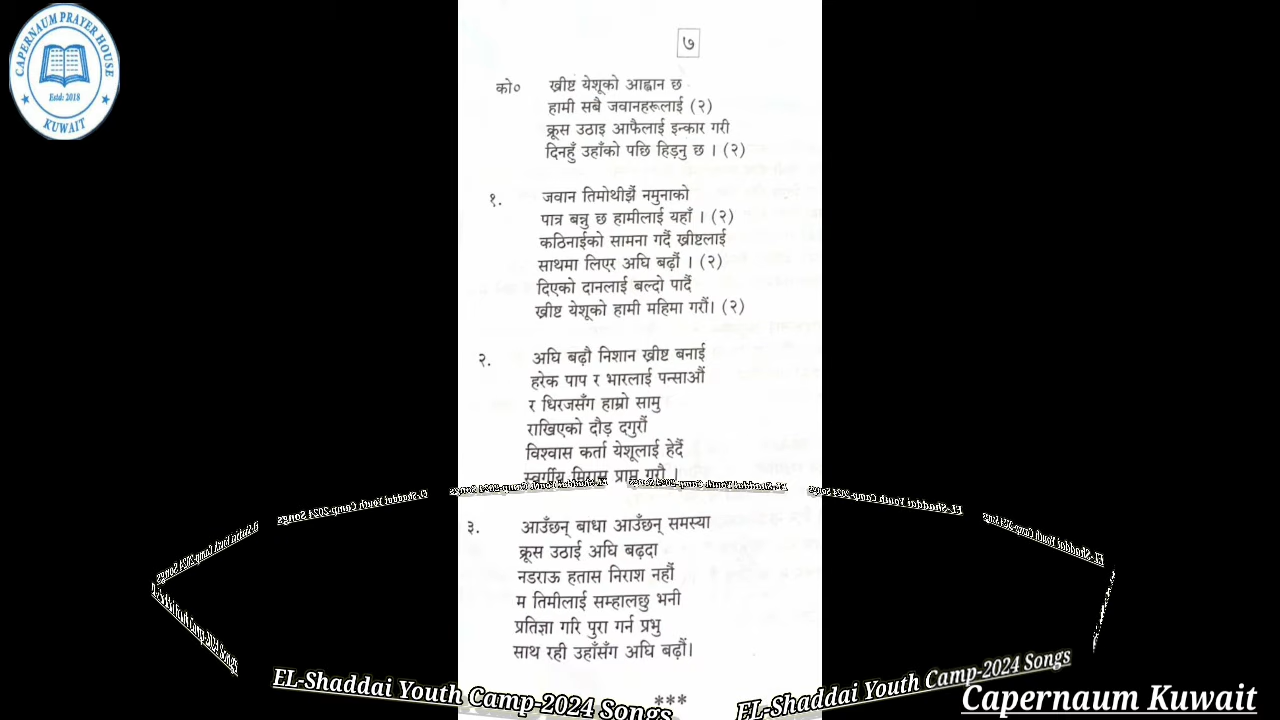 CAPERNAUM PRAYER HOUSE
Estd: 2018
KUWAIT
७
को० ख्रीष्ट येशूको आह्वान छ
हामी सबै जवानहरूलाई (२)
क्रूस उठाइ आफैलाई इन्कार गरी
दिनहुँ उहाँको पछि हिड्नु छ । (२)
१. जवान तिमोथीझैं नमुनाको
पात्र बन्नु छ हामीलाई यहाँ । (२)
कठिनाईको सामना गर्दै ख्रीष्टलाई
साथमा लिएर अघि बढ़ौं । (२)
दिएको दानलाई बल्दो पार्दै
ख्रीष्ट येशूको हामी महिमा गरौं। (२)
२. अघि बढ़ौ निशान ख्रीष्ट बनाई
हरेक पाप र भारलाई पन्साऔं
र धिरजसँग हाम्रो सामु
राखिएको दौड़ दगुरौं
विश्वास कर्ता येशूलाई हेर्दै
स्वर्गीय मिरास प्राप्त गरौ ।
३. आउँछन् बाधा आउँछन् समस्या
क्रूस उठाई अघि बढ़दा
नडराऊ हतास निराश नहौं
म तिमीलाई सम्हालछु भनी
प्रतिज्ञा गरि पुरा गर्न प्रभु
साथ रही उहाँसँग अघि बढ़ौं।
***
EL-Shaddai Youth Camp-2024 Songs
EL-Shaddai Youth Camp-2024 Songs
Capernaum Kuwait